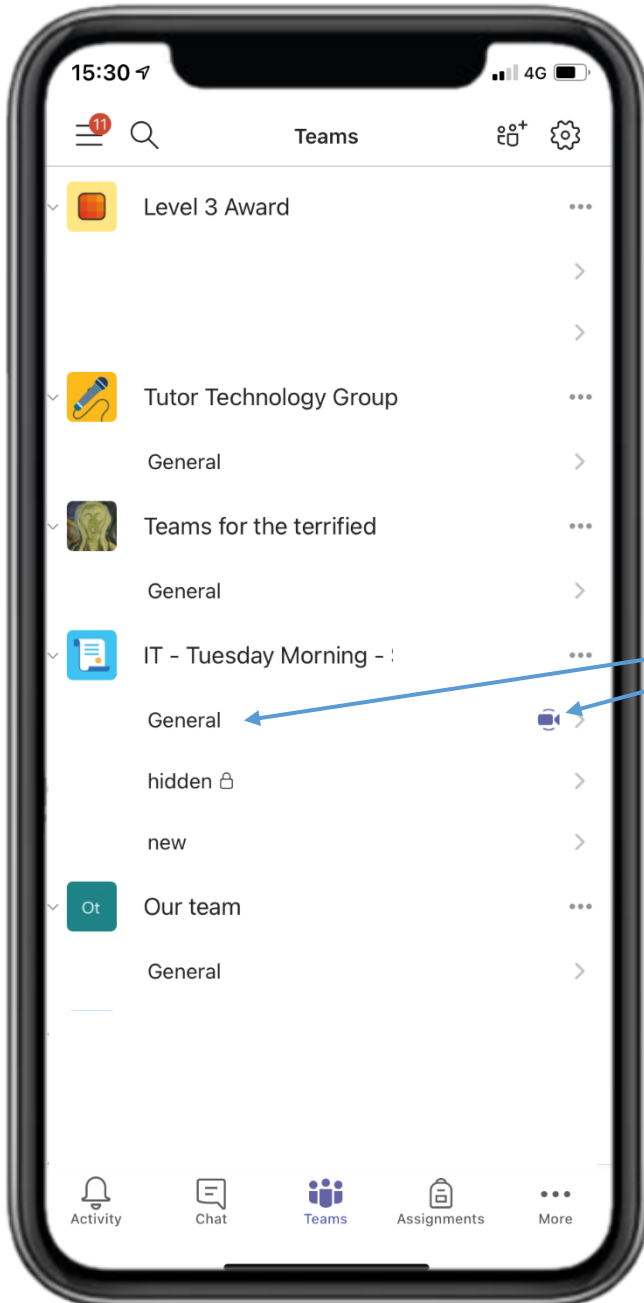 15:30
4G
11
Teams
Level 3 Award
Tutor Technology Group
General
Teams for the terrified
General
IT - Tuesday Morning -
General
hidden
new
Ot
Our team
General
Activity
Chat
Teams
Assignments
More